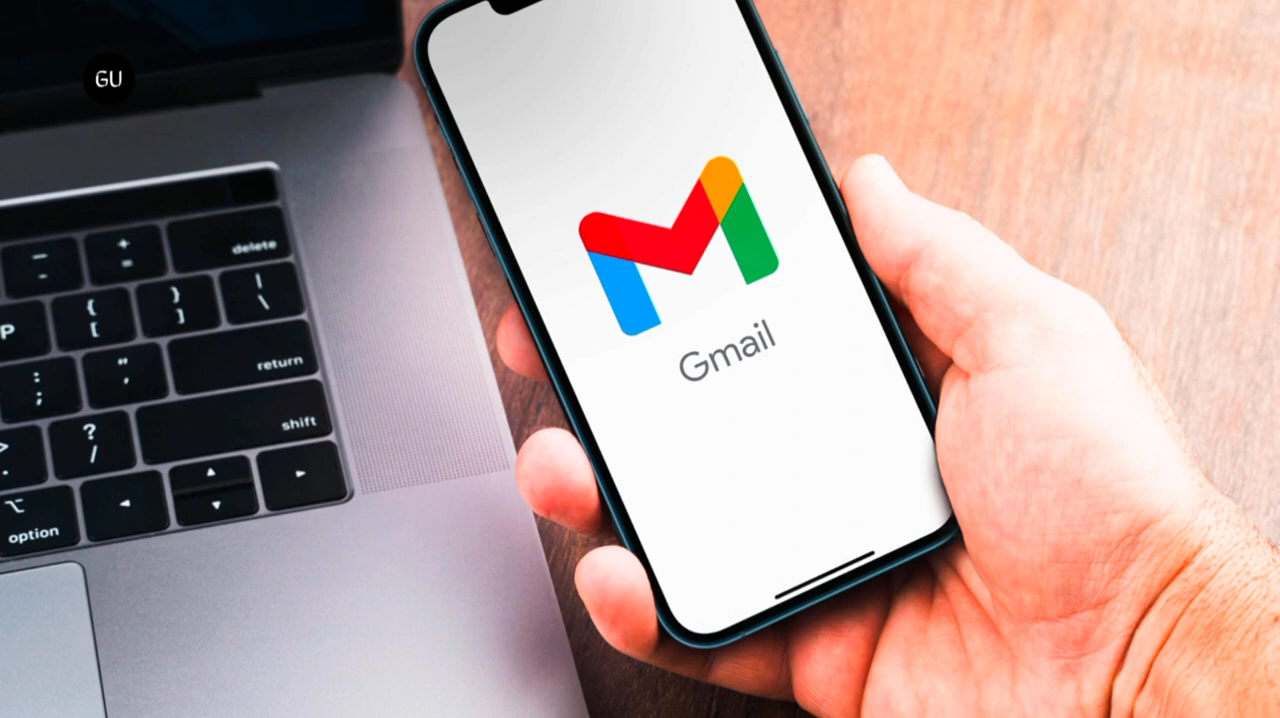 GU
Gmail
–
-
+
=
delete
P
{
[
}
]
|
\
:
;
"
'
return
?
/
shift
>
.
option